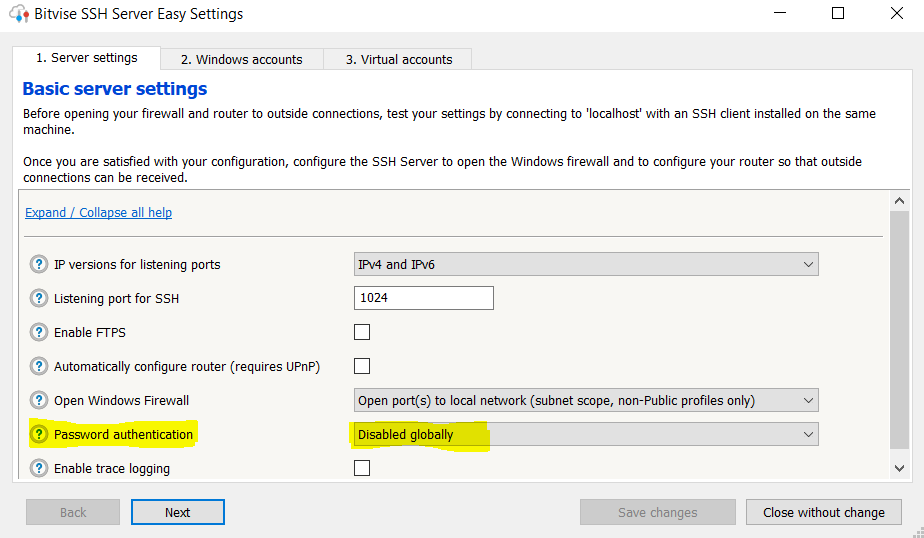 Bitvise SSH Server Easy Settings
1. Server settings
2. Windows accounts
3. Virtual accounts
Basic server settings
Before opening your firewall and router to outside connections, test your settings by connecting to 'localhost' with an SSH client installed on the same
machine.
Once you are satisfied with your configuration, configure the SSH Server to open the Windows firewall and to configure your router so that outside
connections can be received.
Expand / Collapse all help
? IP versions for listening ports IPv4 and IPv6
? Listening port for SSH 1024
? Enable FTPS
? Automatically configure router (requires UPnP)
? Open Windows Firewall Open port(s) to local network (subnet scope, non-Public profiles only)
? Password authentication Disabled globally
? Enable trace logging
Back Next Save changes Close without change